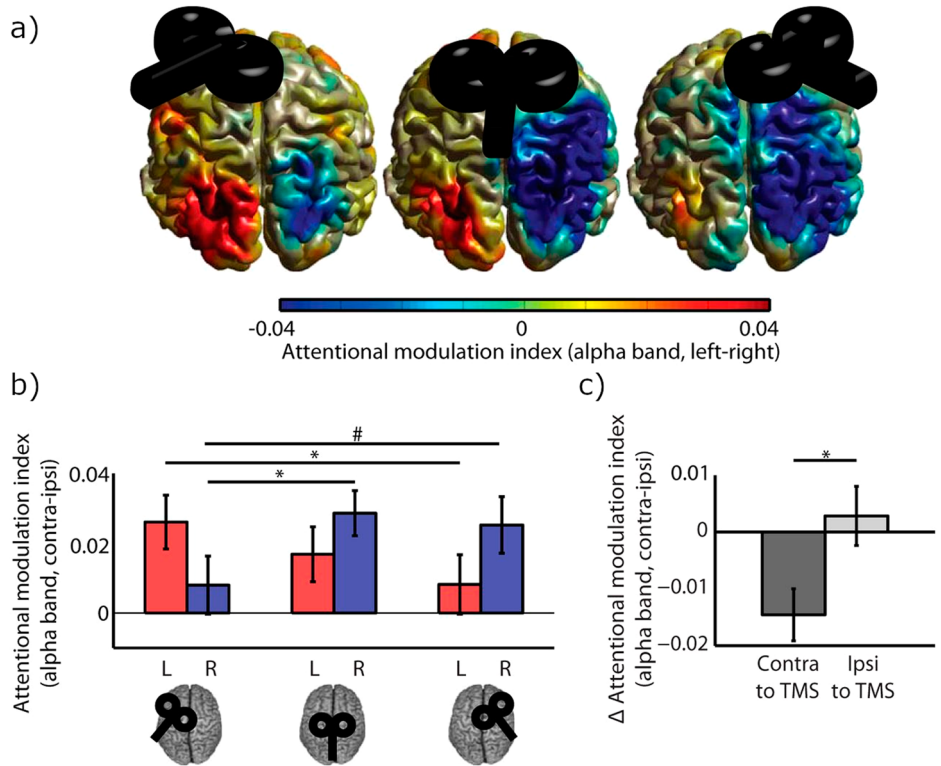 a)
-0.04 0 0.04
Attentional modulation index (alpha band, left-right)
b)
Attentional modulation index
(alpha band, contra-ipsi)
0.04
0.02
0
#
*
*
L R L R L R
c)
Δ Attentional modulation index
(alpha band, contra-ipsi)
0.01
0
−0.01
−0.02
*
Contra Ipsi
to TMS to TMS